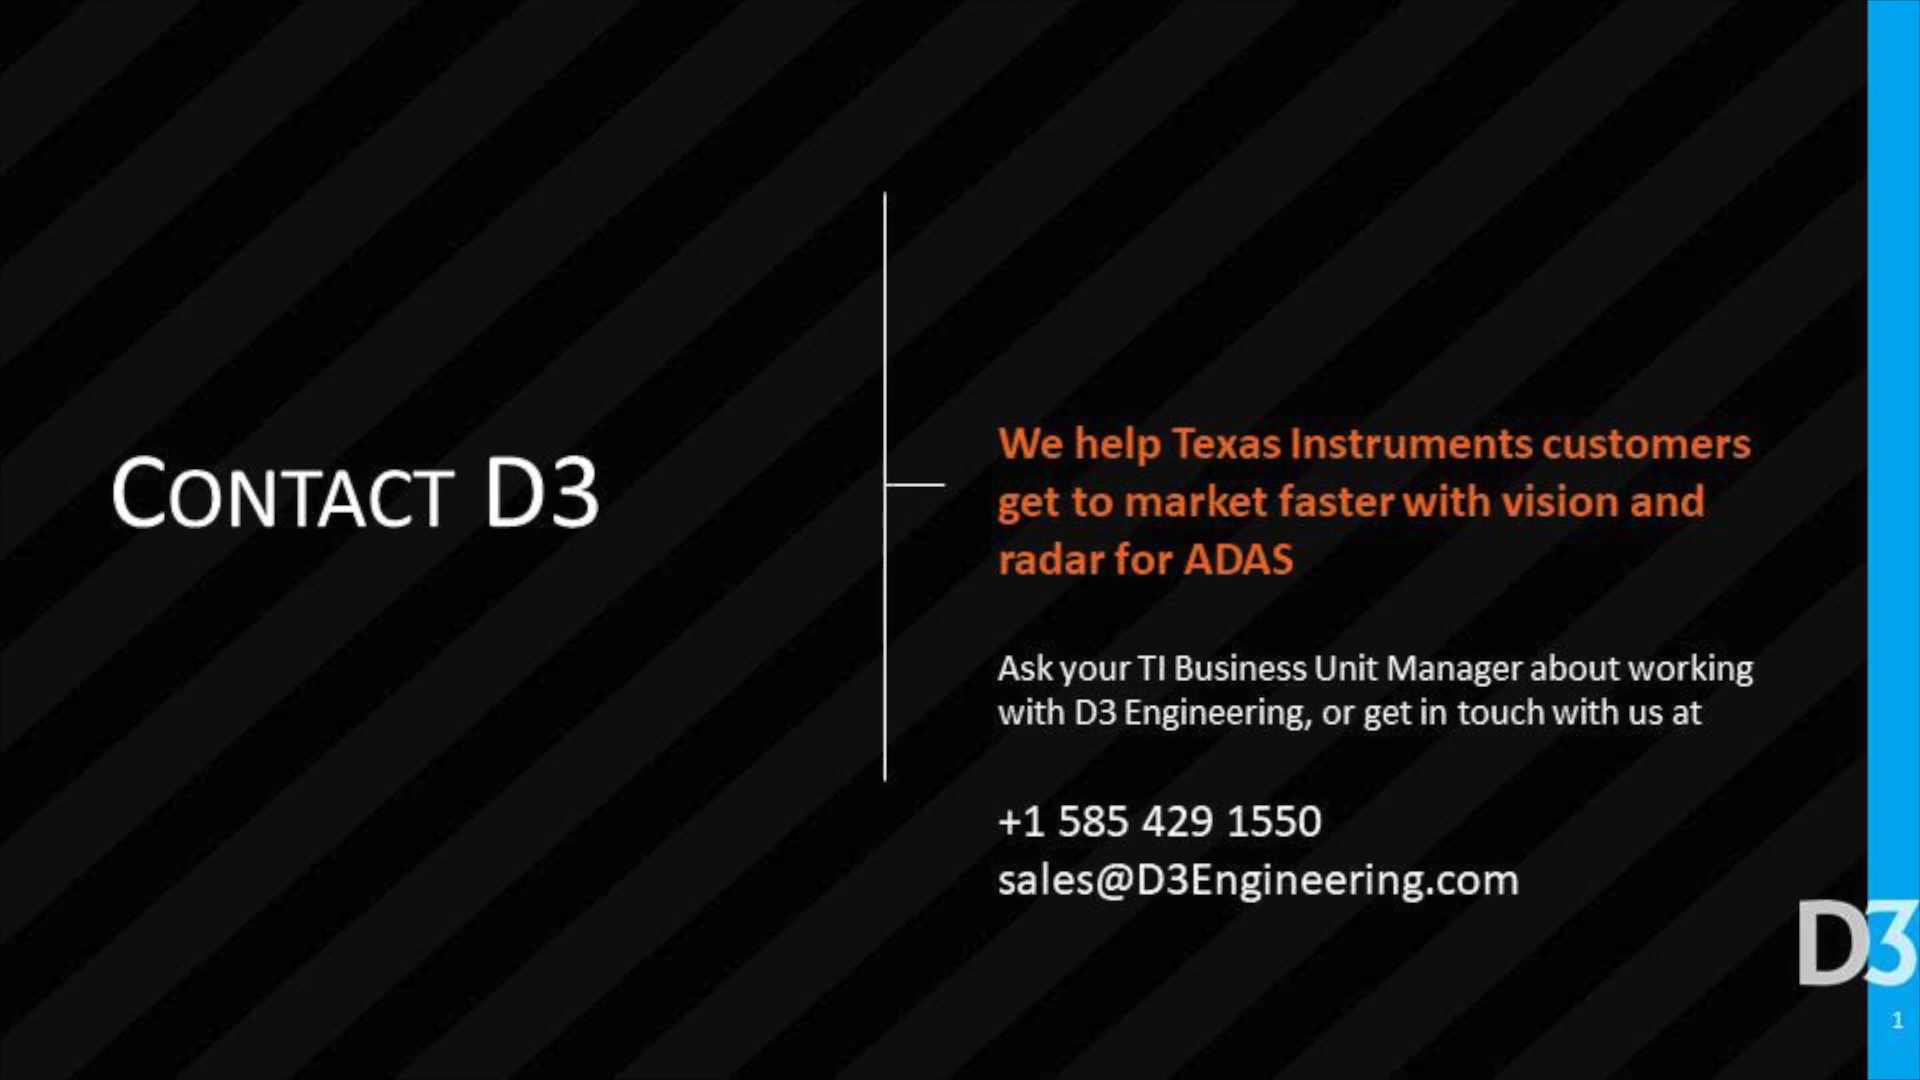 CONTACT D3
We help Texas Instruments customers
get to market faster with vision and
radar for ADAS
Ask your TI Business Unit Manager about working
with D3 Engineering, or get in touch with us at
+1 585 429 1550
sales@D3Engineering.com
D3
1